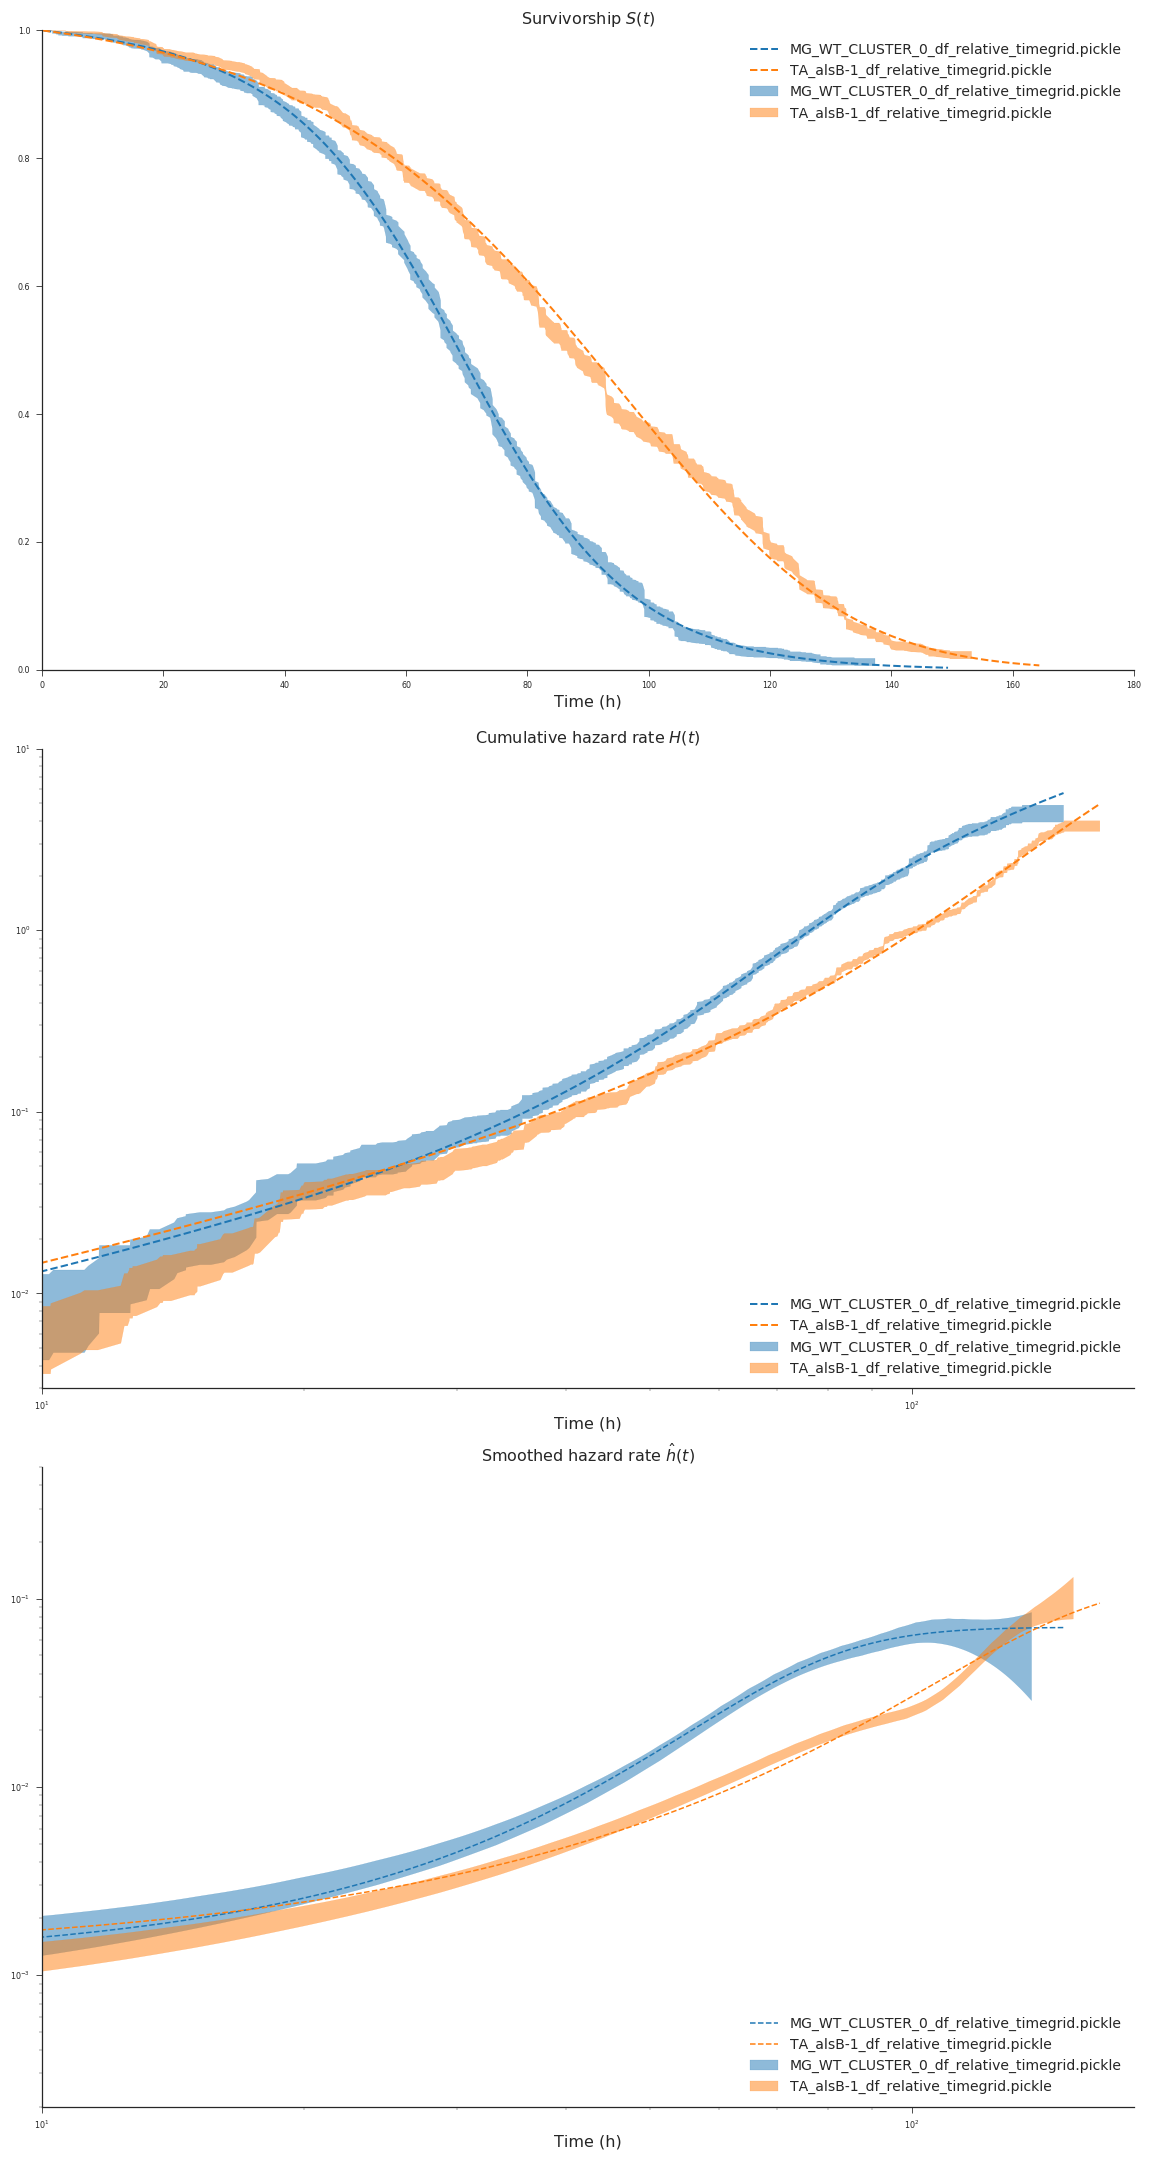 Survivorship S(t)
1.0
0.8
0.6
0.4
0.2
0.0
MG_WT_CLUSTER_0_df_relative_timegrid.pickle
TA_alsB-1_df_relative_timegrid.pickle
MG_WT_CLUSTER_0_df_relative_timegrid.pickle
TA_alsB-1_df_relative_timegrid.pickle
0 20 40 60 80 100 120 140 160 180
Time (h)
Cumulative hazard rate H(t)
10¹
10⁰
10⁻¹
10⁻²
MG_WT_CLUSTER_0_df_relative_timegrid.pickle
TA_alsB-1_df_relative_timegrid.pickle
MG_WT_CLUSTER_0_df_relative_timegrid.pickle
TA_alsB-1_df_relative_timegrid.pickle
10¹ 10²
Time (h)
Smoothed hazard rate ĥ(t)
10⁻¹
10⁻²
10⁻³
MG_WT_CLUSTER_0_df_relative_timegrid.pickle
TA_alsB-1_df_relative_timegrid.pickle
MG_WT_CLUSTER_0_df_relative_timegrid.pickle
TA_alsB-1_df_relative_timegrid.pickle
10¹ 10²
Time (h)